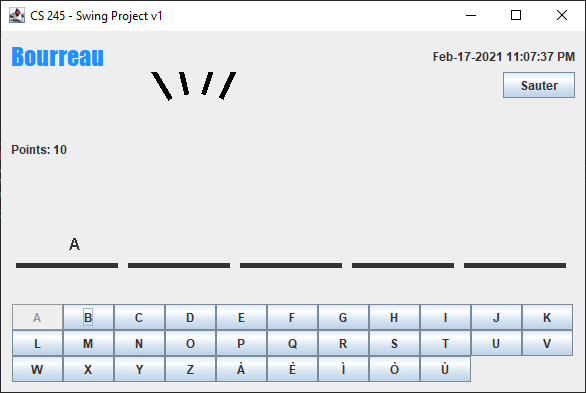 CS 245 - Swing Project v1
Bourreau
Feb-17-2021 11:07:37 PM
Sauter
Points: 10
A
A B C D E F G H I J K
L M N O P Q R S T U V
W X Y Z À È Ì Ò Ù